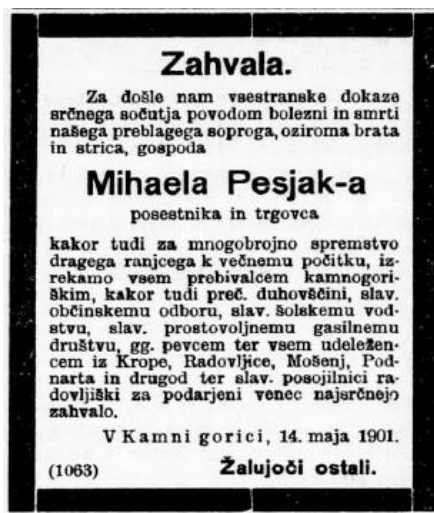 Zahvala.
Za došle nam vsestranske dokaze
srčnega sočutja povodom bolezni in smrti
našega preblagega soproga, oziroma brata
in strica, gospoda
Mihaela Pesjak-a
posestnika in trgovca
kakor tudi za mnogobrojno spremstvo
dragega ranjcega k večnemu počitku, iz-
rekamo vsem prebivalcem kamnogori-
škim, kakor tudi preč. duhovščini, slav.
občinskemu odboru, slav. šolskemu vod-
stvu, slav. prostovoljnemu gasilnemu
društvu, gg. pevcem ter vsem udeležen-
cem iz Krope, Radovljice, Mošenj, Pod-
narta in drugod ter slav. posojilnici ra-
dovljiški za podarjeni venec najsrčnejo
zahvalo.
V Kamni gorici, 14. maja 1901.
(1063) Žalujoči ostali.